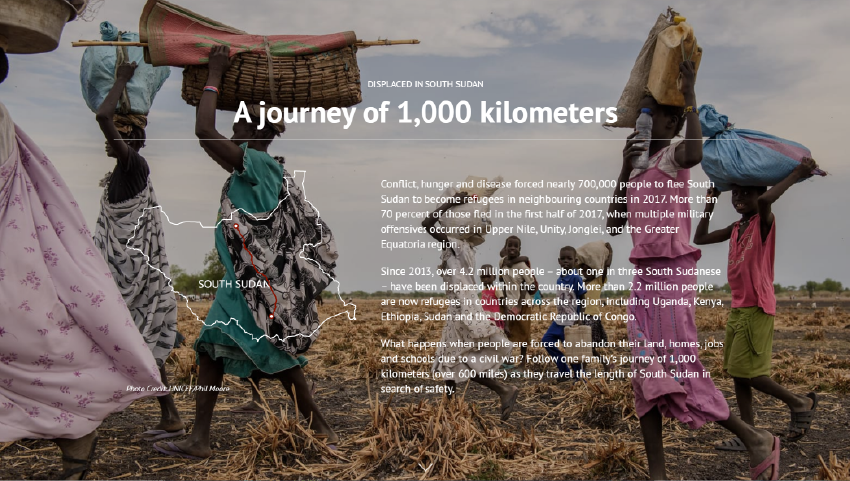 DISPLACED IN SOUTH SUDAN
A journey of 1,000 kilometers
Conflict, hunger and disease forced nearly 700,000 people to flee South
Sudan to become refugees in neighbouring countries in 2017. More than
70 percent of those fled in the first half of 2017, when multiple military
offensives occurred in Upper Nile, Unity, Jonglei, and the Greater
Equatoria region.
Since 2013, over 4.2 million people – about one in three South Sudanese
– have been displaced within the country. More than 2.2 million people
are now refugees in countries across the region, including Uganda, Kenya,
Ethiopia, Sudan and the Democratic Republic of Congo.
What happens when people are forced to abandon their land, homes, jobs
and schools due to a civil war? Follow one family's journey of 1,000
kilometers (over 600 miles) as they travel the length of South Sudan in
search of safety.
SOUTH SUDAN
Photo Credit: UNICEF/Phil Moore